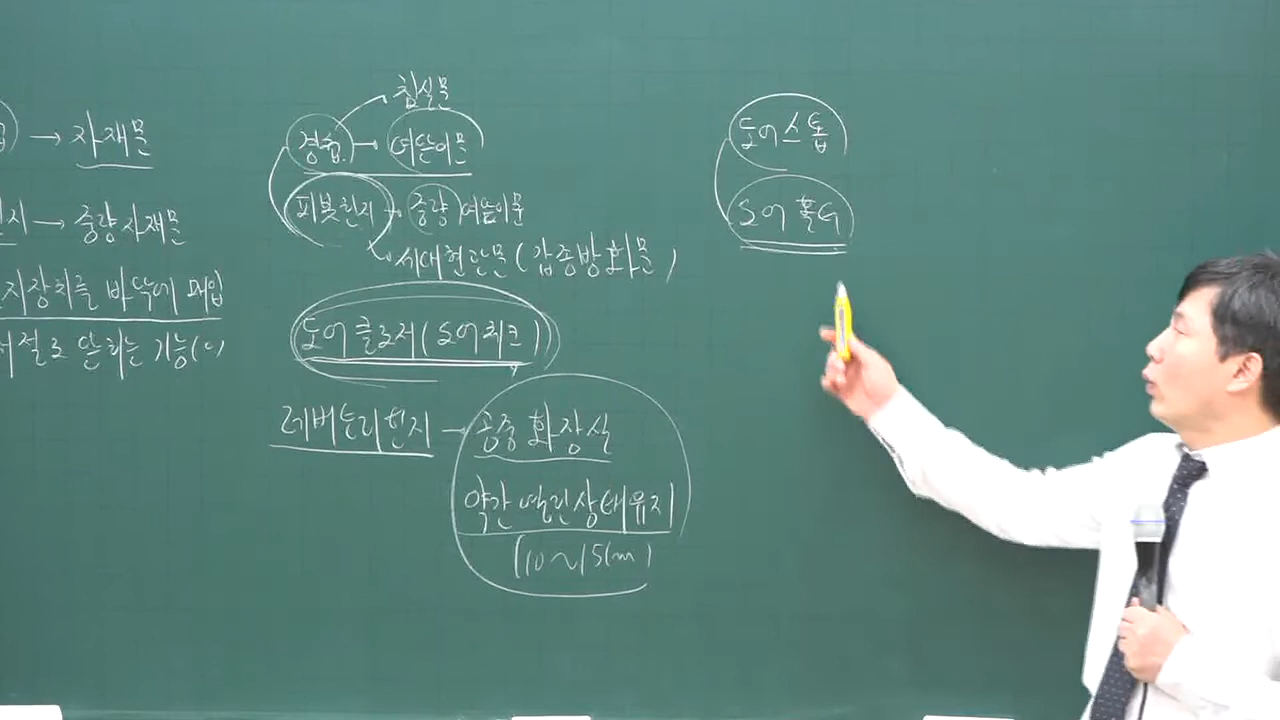 → 자재문
지 → 중량자재문
지장치를 바닥에 매입
저절로 닫히는 기능(○)
침실문
경첩 → 여닫이문
피봇힌지 → 중량여닫이문
세대현관문(갑종방화문)
도어클로저(도어체크)
레버토리힌지 → 공중화장실
약간 열린상태유지
(10~15cm)
도어스톱
도어홀더